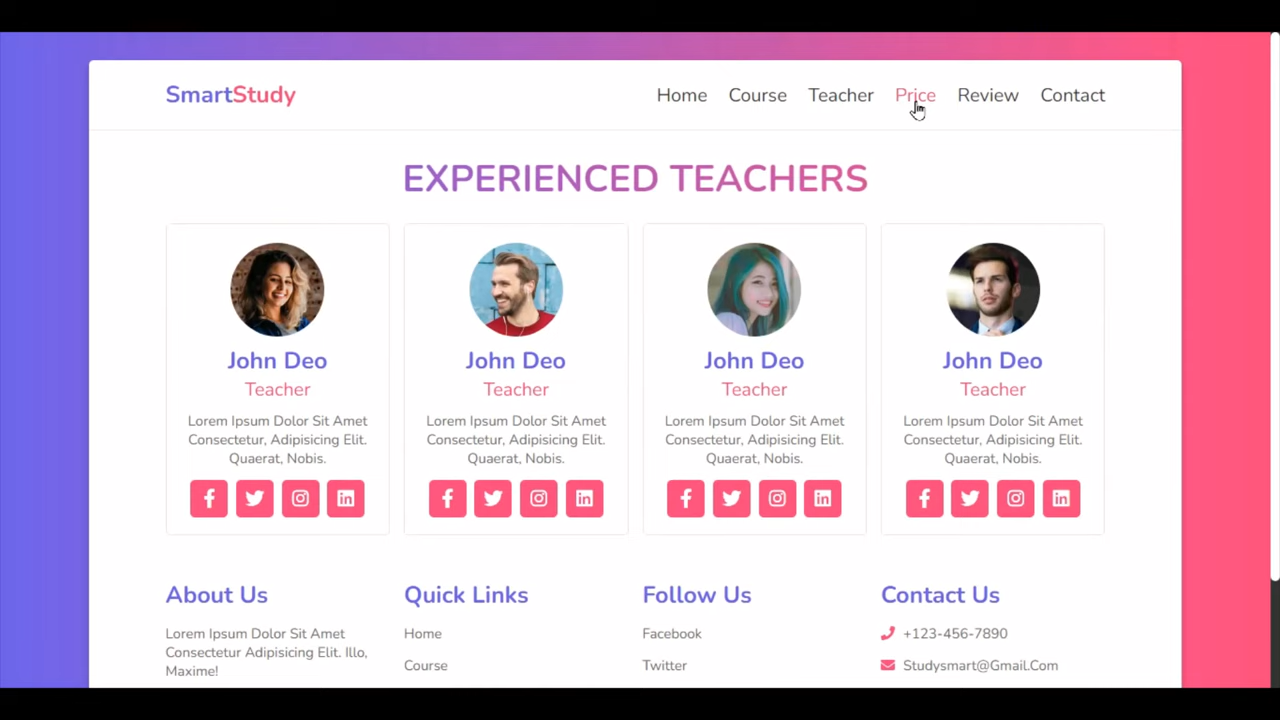 SmartStudy
Home Course Teacher Price Review Contact
EXPERIENCED TEACHERS
John Deo
Teacher
Lorem Ipsum Dolor Sit Amet
Consectetur, Adipisicing Elit.
Quaerat, Nobis.
John Deo
Teacher
Lorem Ipsum Dolor Sit Amet
Consectetur, Adipisicing Elit.
Quaerat, Nobis.
John Deo
Teacher
Lorem Ipsum Dolor Sit Amet
Consectetur, Adipisicing Elit.
Quaerat, Nobis.
John Deo
Teacher
Lorem Ipsum Dolor Sit Amet
Consectetur, Adipisicing Elit.
Quaerat, Nobis.
About Us
Lorem Ipsum Dolor Sit Amet
Consectetur Adipisicing Elit. Illo,
Maxime!
Quick Links
Home
Course
Follow Us
Facebook
Twitter
Contact Us
+123-456-7890
Studysmart@Gmail.Com